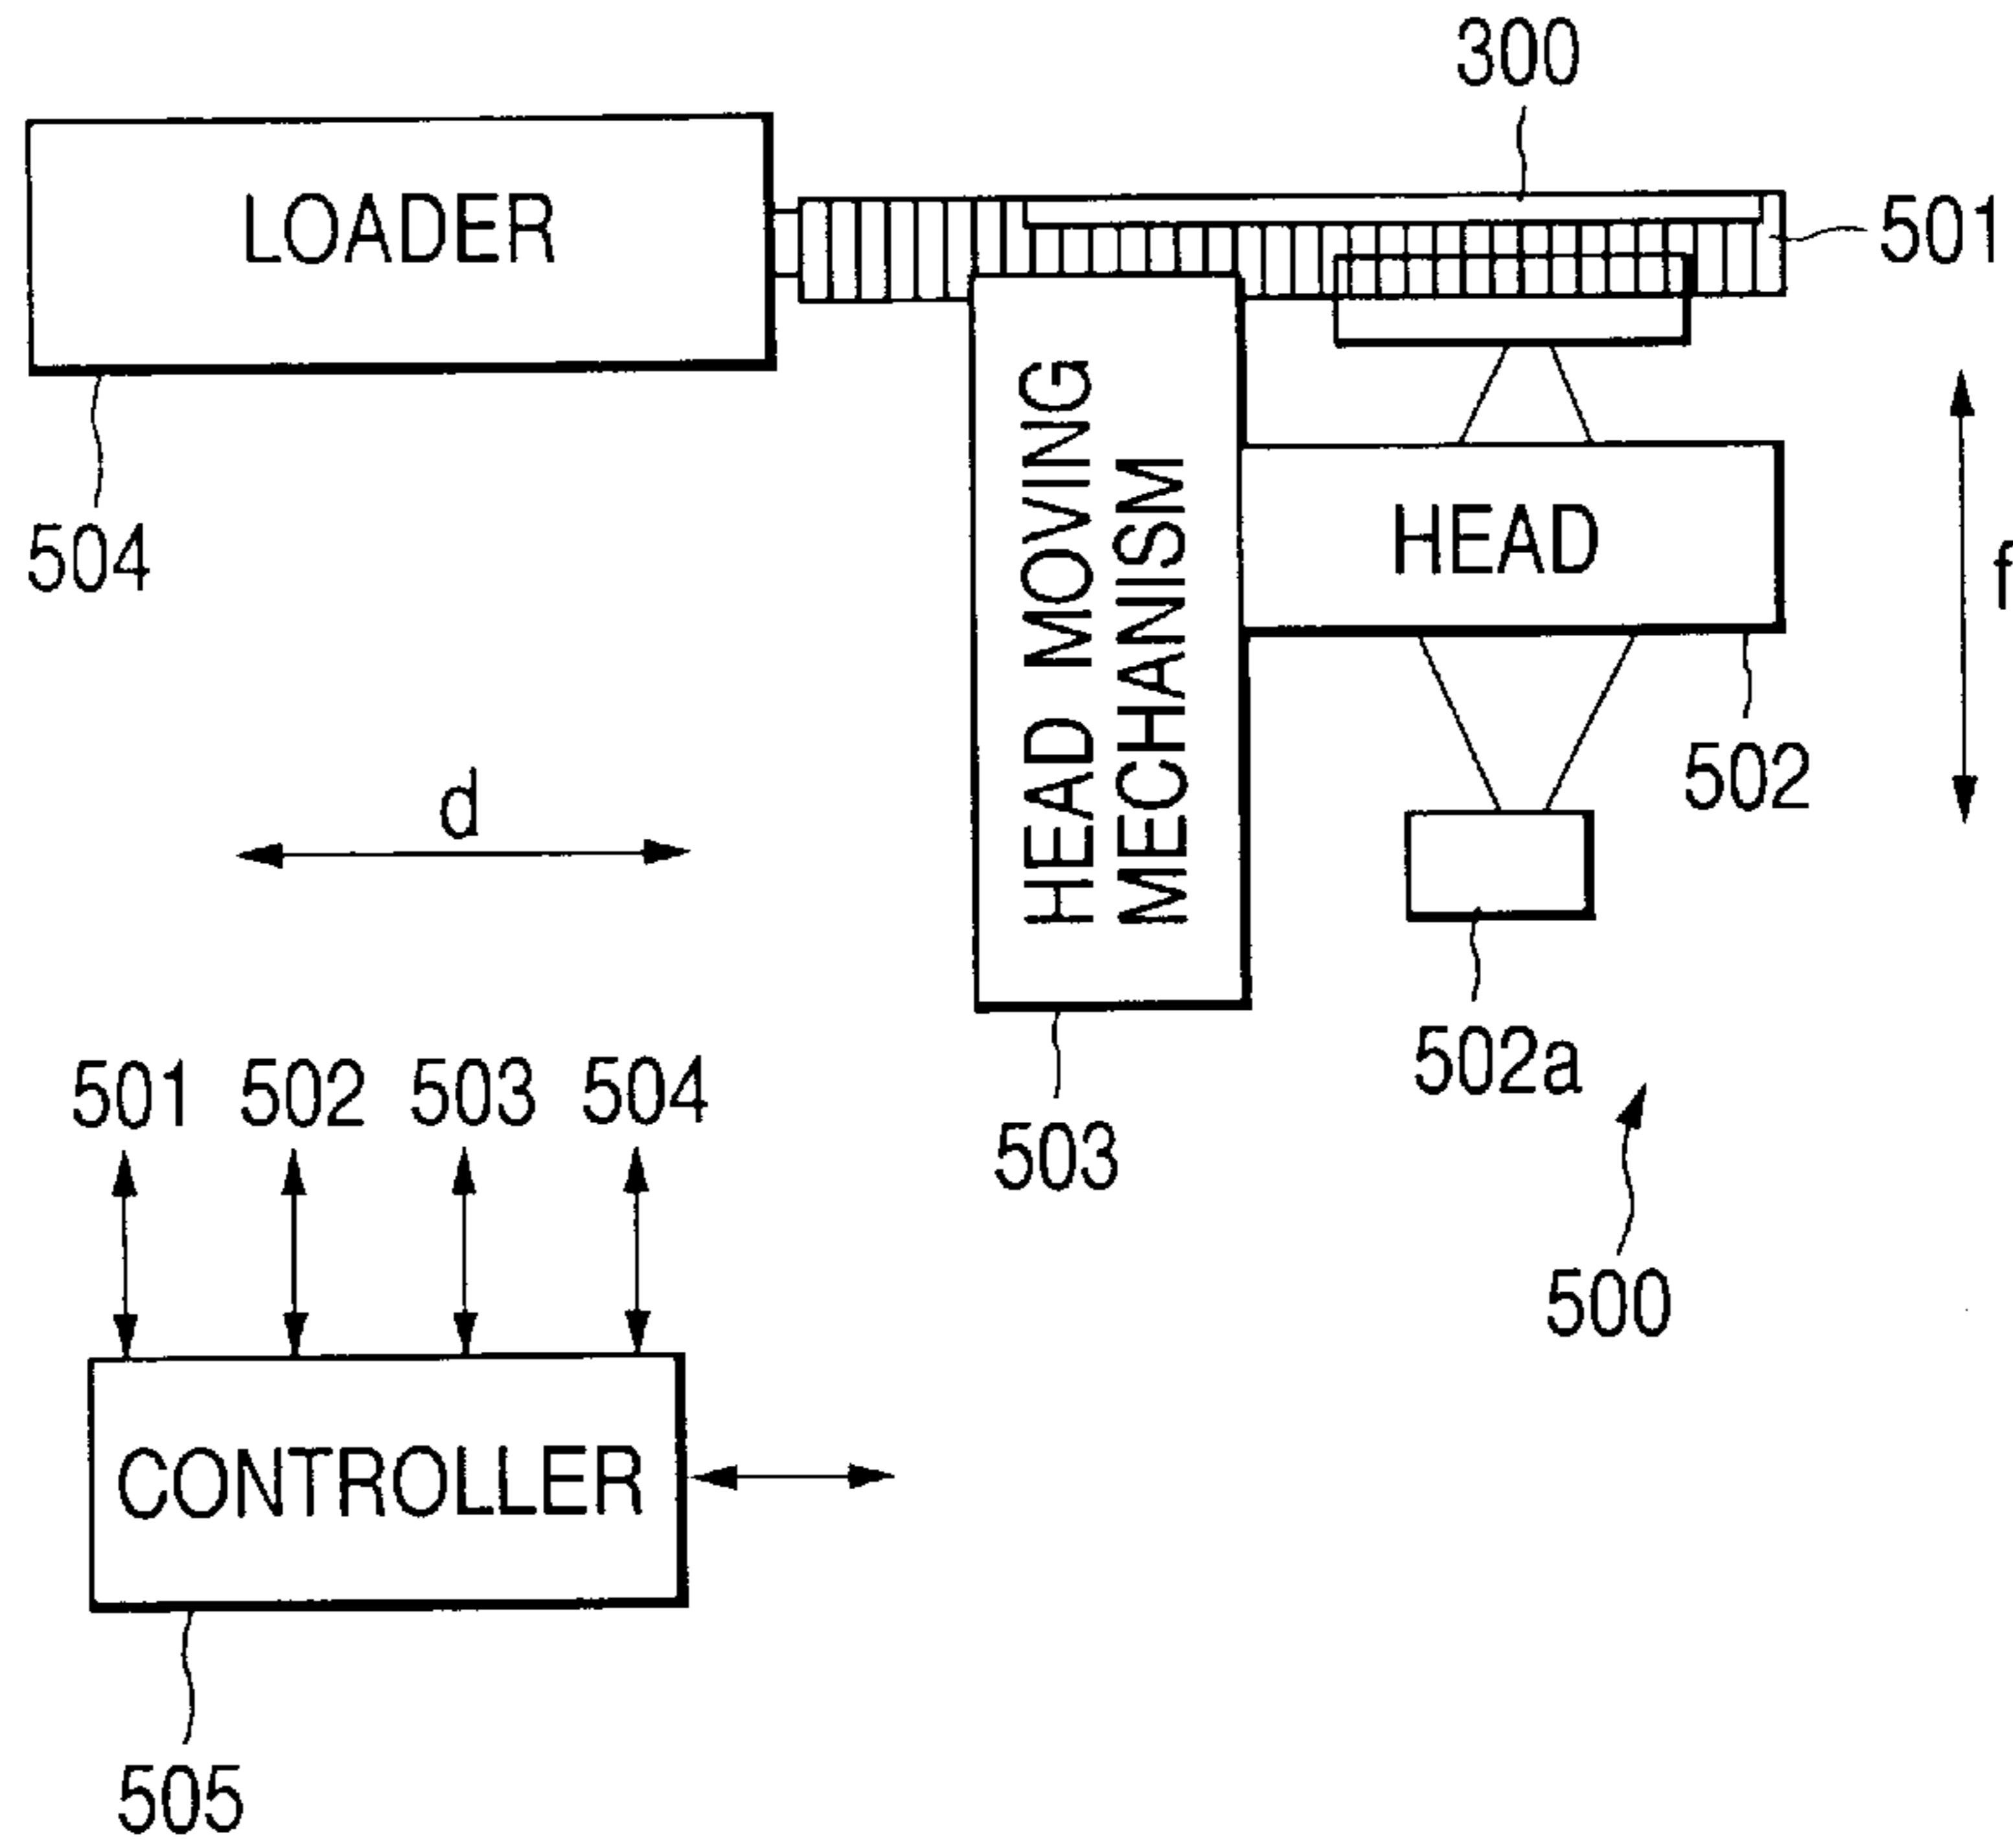 300
LOADER
501
504
HEAD MOVING
MECHANISM
HEAD
f
502
d
502a
501 502 503 504
503
500
CONTROLLER
505